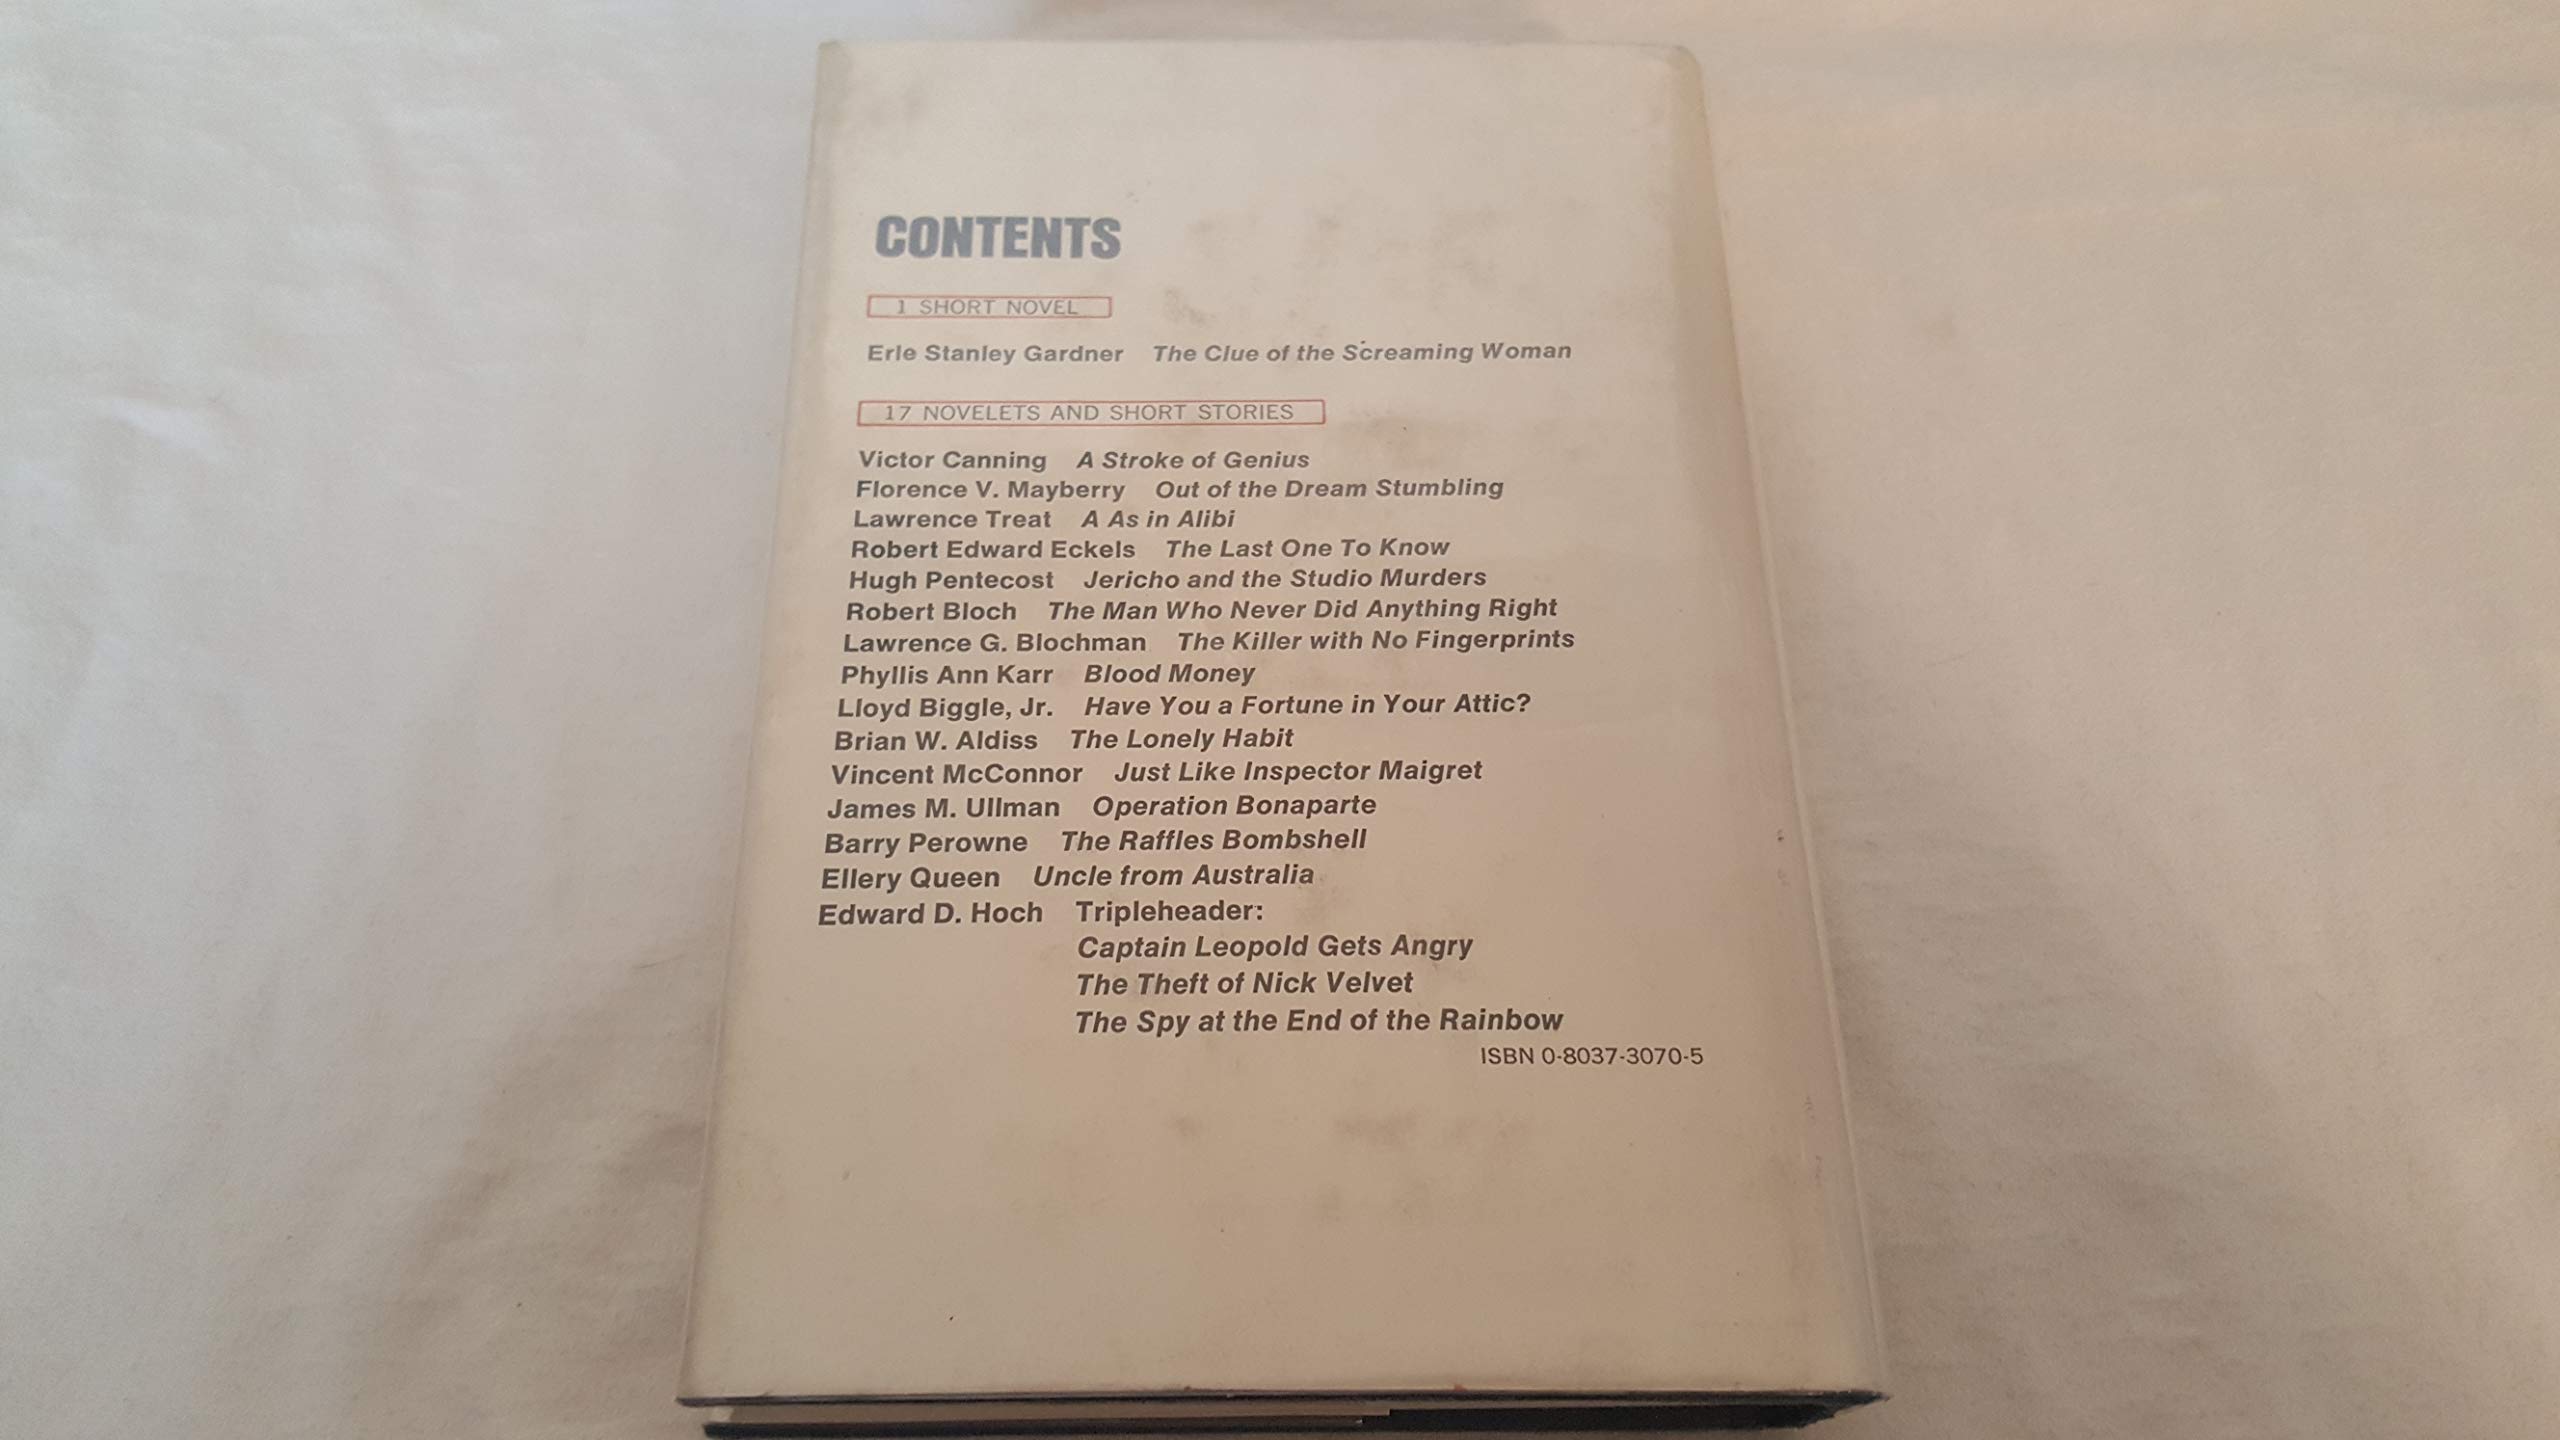 CONTENTS
1 SHORT NOVEL
Erle Stanley Gardner The Clue of the Screaming Woman
17 NOVELETS AND SHORT STORIES
Victor Canning A Stroke of Genius
Florence V. Mayberry Out of the Dream Stumbling
Lawrence Treat A As in Alibi
Robert Edward Eckels The Last One To Know
Hugh Pentecost Jericho and the Studio Murders
Robert Bloch The Man Who Never Did Anything Right
Lawrence G. Blochman The Killer with No Fingerprints
Phyllis Ann Karr Blood Money
Lloyd Biggle, Jr. Have You a Fortune in Your Attic?
Brian W. Aldiss The Lonely Habit
Vincent McConnor Just Like Inspector Maigret
James M. Ullman Operation Bonaparte
Barry Perowne The Raffles Bombshell
Ellery Queen Uncle from Australia
Edward D. Hoch Tripleheader:
Captain Leopold Gets Angry
The Theft of Nick Velvet
The Spy at the End of the Rainbow
ISBN 0-8037-3070-5